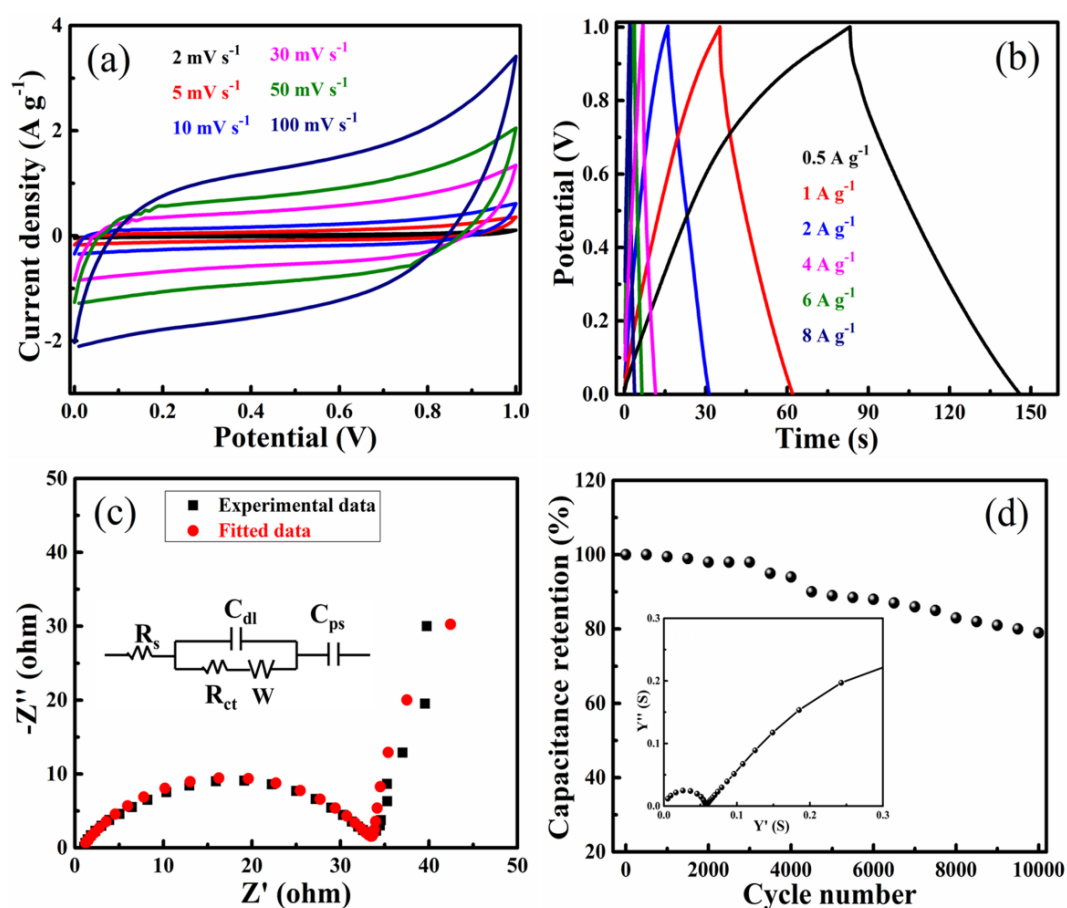 (a)
2 mV s-1 30 mV s-1
5 mV s-1 50 mV s-1
10 mV s-1 100 mV s-1
4
2
0
-2
Current density (A g-1)
0.0 0.2 0.4 0.6 0.8 1.0
Potential (V)
(b)
0.5 A g-1
1 A g-1
2 A g-1
4 A g-1
6 A g-1
8 A g-1
1.0
0.8
0.6
0.4
0.2
0.0
Potential (V)
0 30 60 90 120 150
Time (s)
(c)
Experimental data
Fitted data
Cdl
Cps
Rs
Rct
W
50
40
30
20
10
0
-Z'' (ohm)
0 10 20 30 40 50
Z' (ohm)
(d)
120
100
80
60
40
20
Capacitance retention (%)
0.3
0.2
0.1
0.0
Y'' (S)
0.0 0.1 0.2 0.3
Y' (S)
0 2000 4000 6000 8000 10000
Cycle number